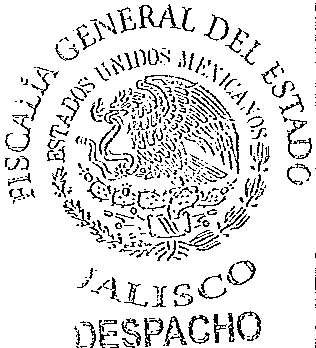 FISCALÍA GENERAL DEL ESTADO
ESTADOS UNIDOS MEXICANOS
JALISCO
DESPACHO